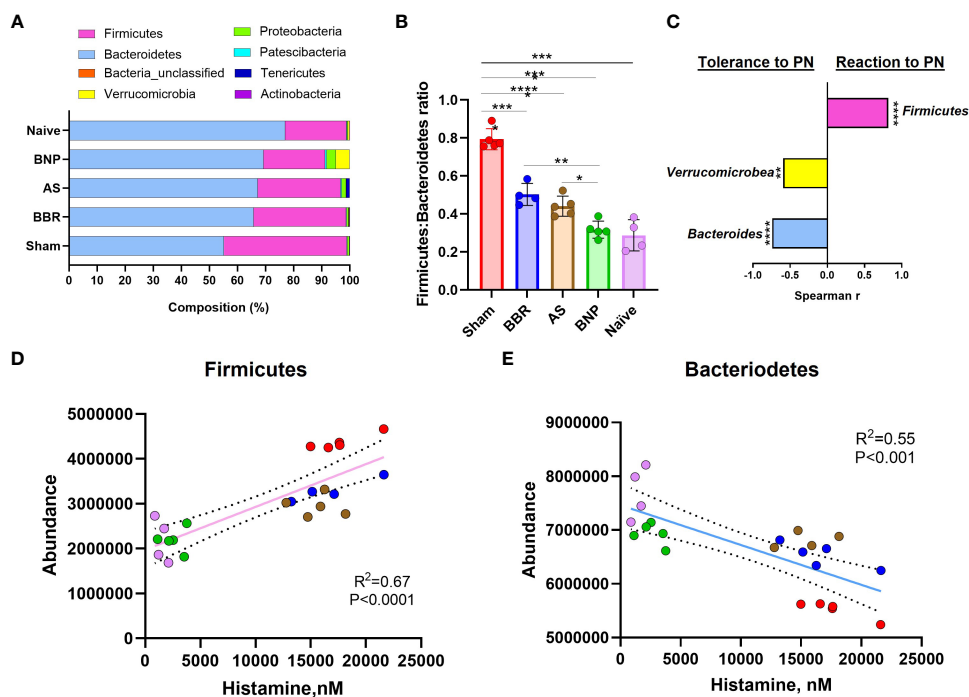 A
Firmicutes
Bacteroidetes
Bacteria_unclassified
Verrucomicrobia
Proteobacteria
Patescibacteria
Tenericutes
Actinobacteria
Naive
BNP
AS
BBR
Sham
0 10 20 30 40 50 60 70 80 90 100
Composition (%)
B
Firmicutes:Bacteroidetes ratio
1.0
0.8
0.6
0.4
0.2
0.0
***
***
*
****
*
***
*
**
*
Sham
BBR
AS
BNP
Naïve
C
Tolerance to PN Reaction to PN
***** Firmicutes
Verrucomicrobea **
Bacteroides ****
-1.0 -0.5 0.0 0.5 1.0
Spearman r
D
Firmicutes
Abundance
5000000
4000000
3000000
2000000
1000000
0
R2=0.67
P<0.0001
0 5000 10000 15000 20000 25000
Histamine, nM
E
Bacteriodetes
Abundance
9000000
8000000
7000000
6000000
5000000
R2=0.55
P<0.001
0 5000 10000 15000 20000 25000
Histamine,nM